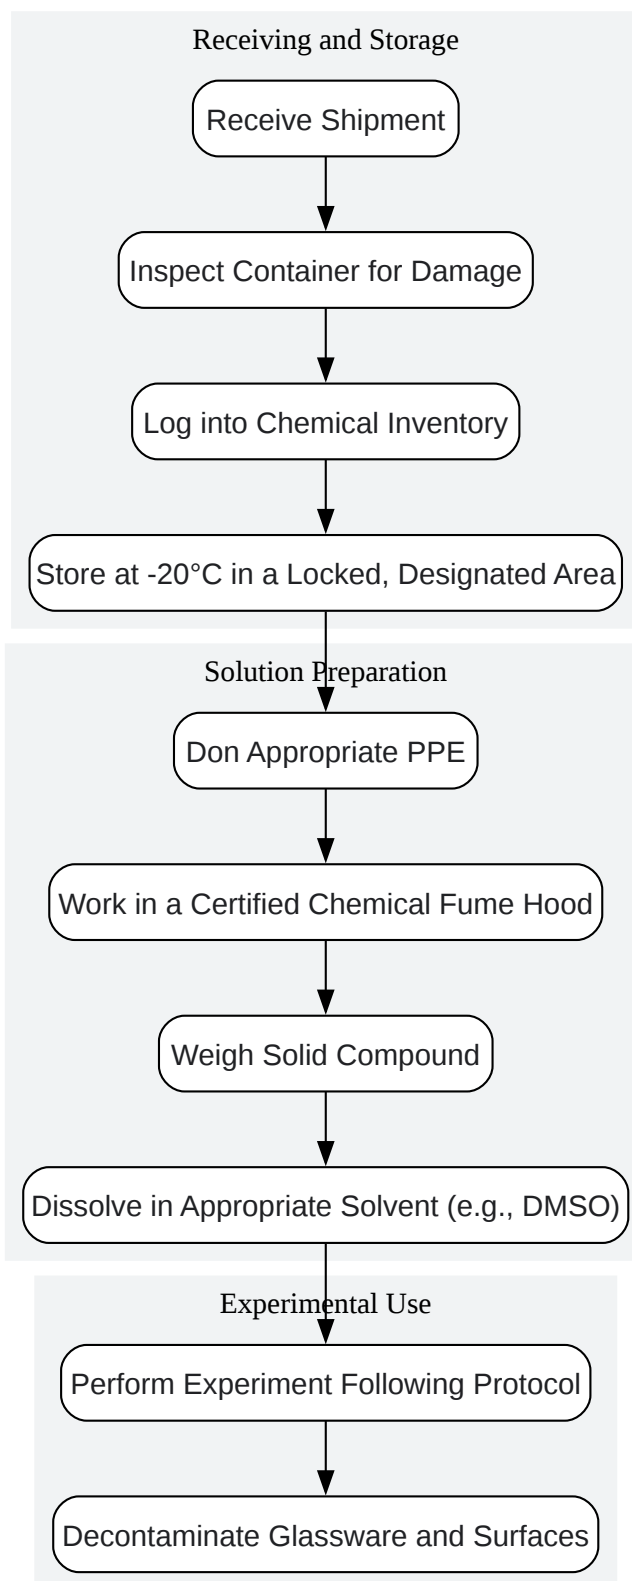 Receiving and Storage
Receive Shipment
Inspect Container for Damage
Log into Chemical Inventory
Store at -20°C in a Locked, Designated Area
Solution Preparation
Don Appropriate PPE
Work in a Certified Chemical Fume Hood
Weigh Solid Compound
Dissolve in Appropriate Solvent (e.g., DMSO)
Experimental Use
Perform Experiment Following Protocol
Decontaminate Glassware and Surfaces